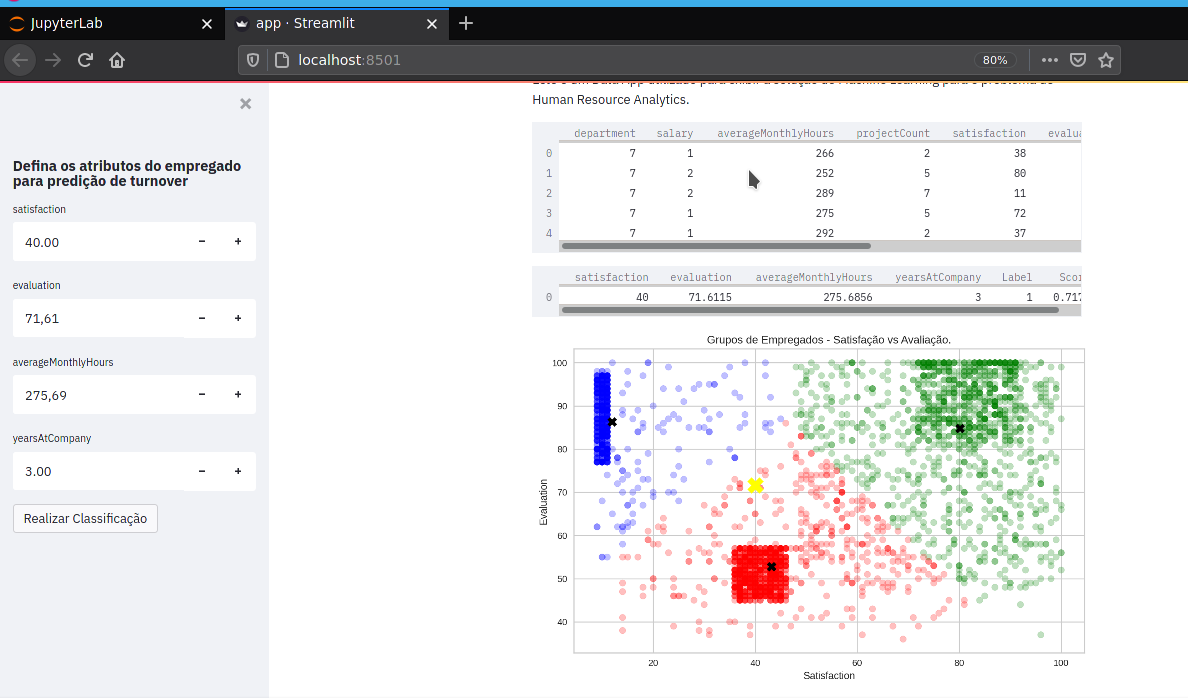 JupyterLab
app · Streamlit
localhost:8501
80%
Human Resource Analytics.
Defina os atributos do empregado
para predição de turnover
satisfaction
40.00
-
+
evaluation
71,61
-
+
averageMonthlyHours
275,69
-
+
yearsAtCompany
3.00
-
+
Realizar Classificação
department salary averageMonthlyHours projectCount satisfaction evalua
0 7 1 266 2 38
1 7 2 252 5 80
2 7 2 289 7 11
3 7 1 275 5 72
4 7 1 292 2 37
satisfaction evaluation averageMonthlyHours yearsAtCompany Label Scor
0 40 71.6115 275.6856 3 1 0.717
Grupos de Empregados - Satisfação vs Avaliação.
100
90
80
70
60
50
40
Evaluation
20 40 60 80 100
Satisfaction